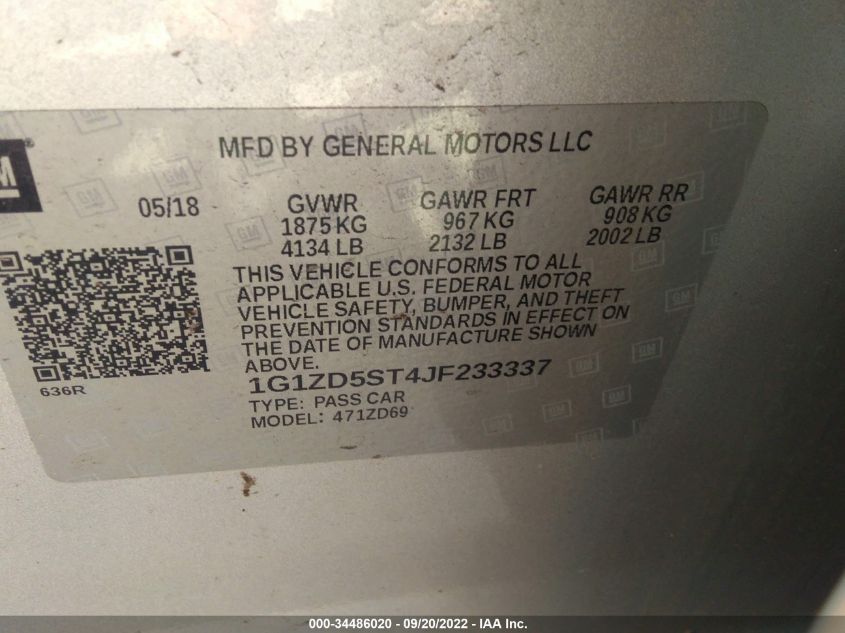 MFD BY GENERAL MOTORS LLC
05/18 GVWR GAWR FRT GAWR RR
1875 KG 967 KG 908 KG
4134 LB 2132 LB 2002 LB
THIS VEHICLE CONFORMS TO ALL
APPLICABLE U.S. FEDERAL MOTOR
VEHICLE SAFETY, BUMPER, AND THEFT
PREVENTION STANDARDS IN EFFECT ON
THE DATE OF MANUFACTURE SHOWN
ABOVE.
636R
1G1ZD5ST4JF233337
TYPE: PASS CAR
MODEL: 471ZD69
000-34486020 - 09/20/2022 - IAA Inc.